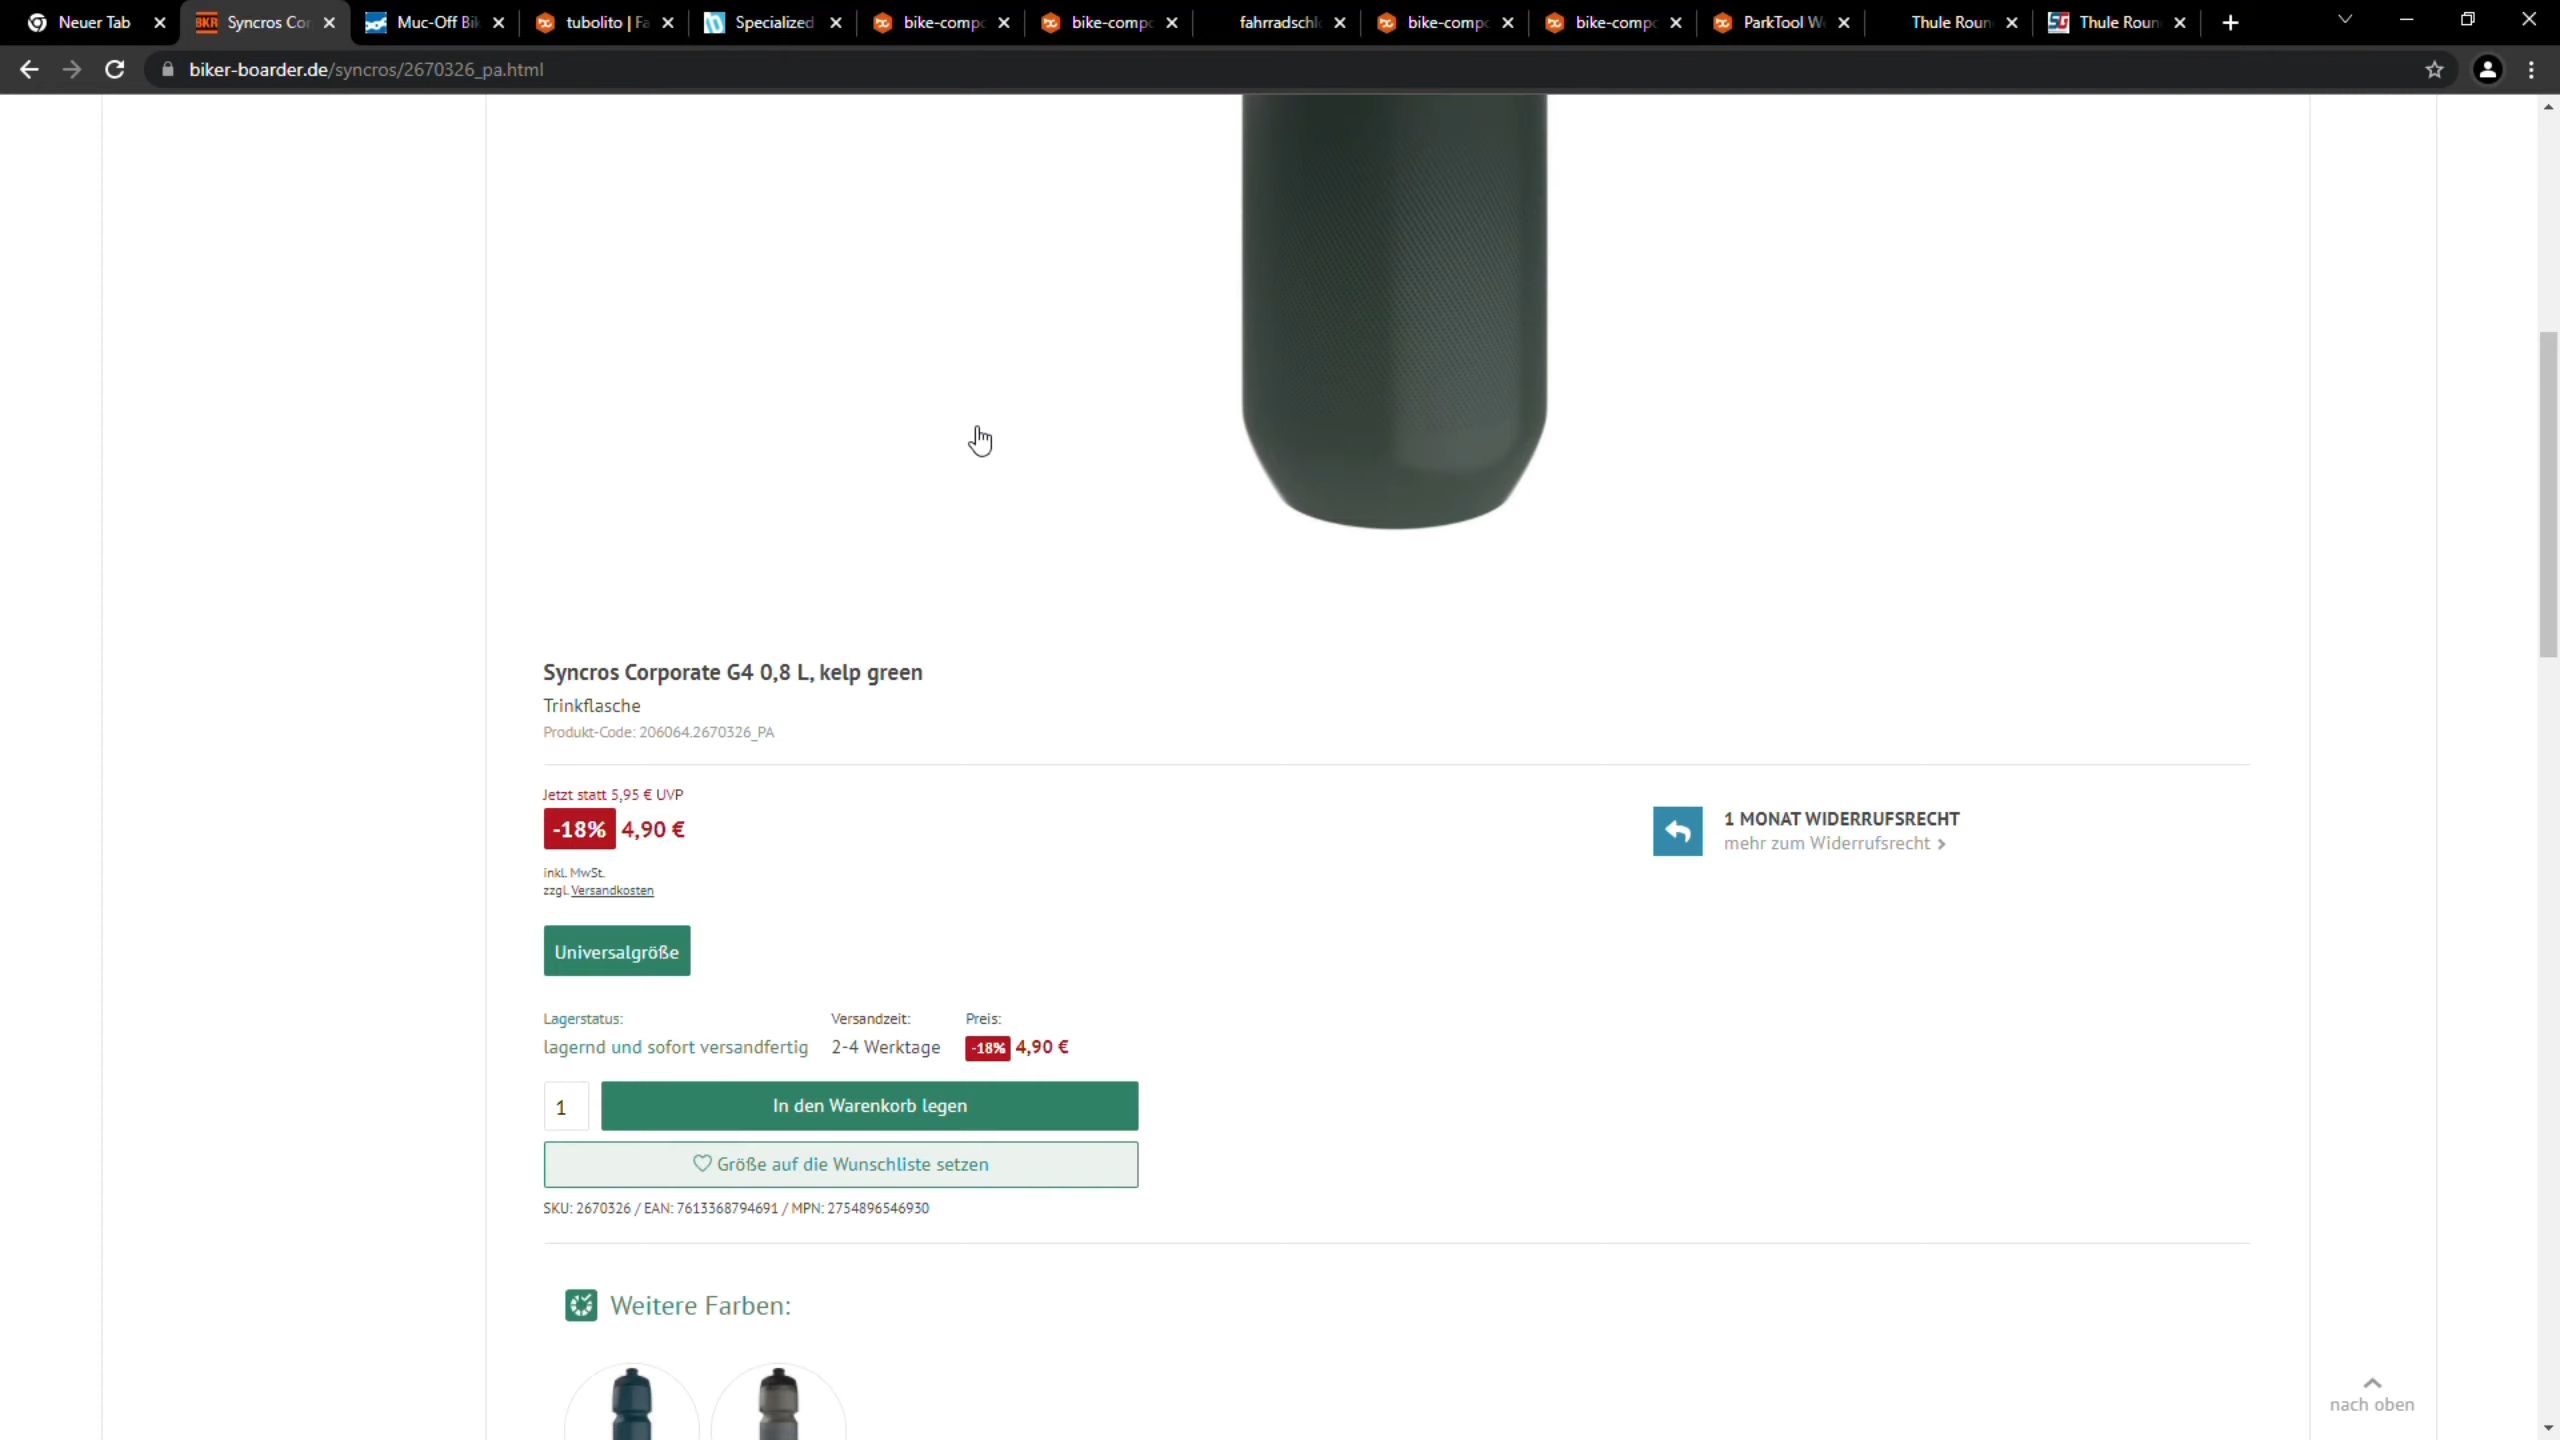 Neuer Tab
BKR Syncros Cor
Muc-Off Bik
tubolito | Fa
Specialized
bike-compo
bike-compo
fahrradschl
bike-compo
bike-compo
ParkTool W
Thule Roun
SG Thule Roun
biker-boarder.de/syncros/2670326_pa.html
Syncros Corporate G4 0,8 L, kelp green
Trinkflasche
Produkt-Code: 206064.2670326_PA
Jetzt statt 5,95 € UVP
-18% 4,90 €
inkl. MwSt.
zzgl. Versandkosten
1 MONAT WIDERRUFSRECHT
mehr zum Widerrufsrecht
Universalgröße
Lagerstatus: Versandzeit: Preis:
lagernd und sofort versandfertig 2-4 Werktage -18% 4,90 €
1 In den Warenkorb legen
Größe auf die Wunschliste setzen
SKU: 2670326 / EAN: 7613368794691 / MPN: 2754896546930
Weitere Farben:
nach oben